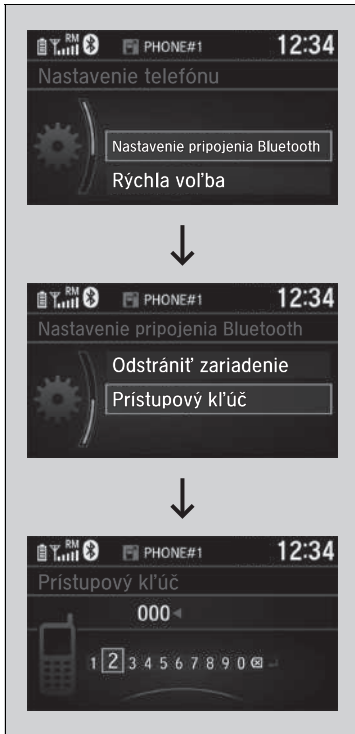 RM PHONE#1 12:34
Nastavenie telefónu
Nastavenie pripojenia Bluetooth
Rýchla voľba
RM PHONE#1 12:34
Nastavenie pripojenia Bluetooth
Odstrániť zariadenie
Prístupový kľúč
RM PHONE#1 12:34
Prístupový kľúč
000
1 2 3 4 5 6 7 8 9 0